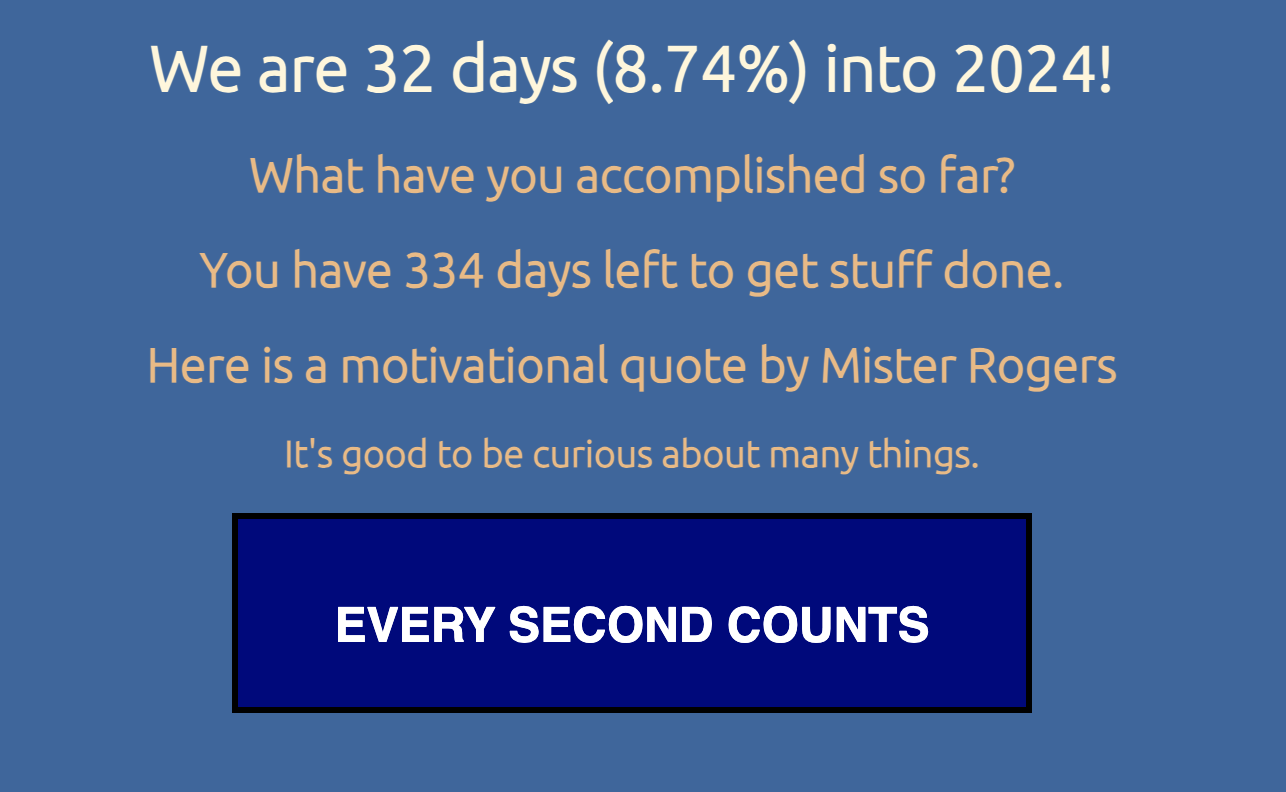 We are 32 days (8.74%) into 2024!
What have you accomplished so far?
You have 334 days left to get stuff done.
Here is a motivational quote by Mister Rogers
It's good to be curious about many things.
EVERY SECOND COUNTS